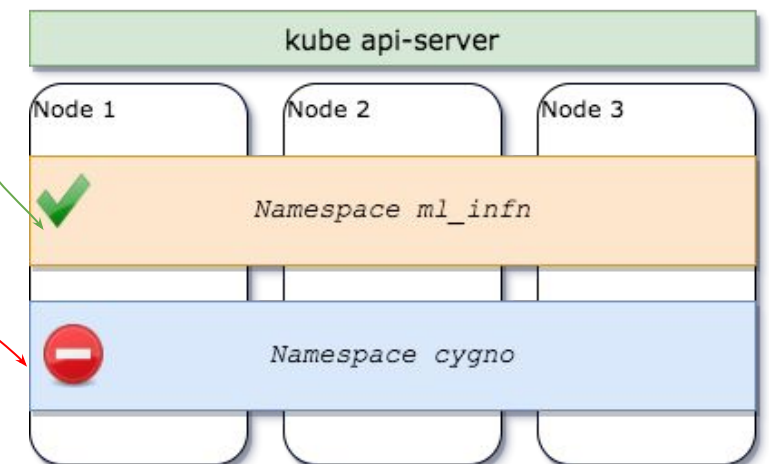 kube api-server
Node 1
Node 2
Node 3
Namespace ml_infn
Namespace cygno